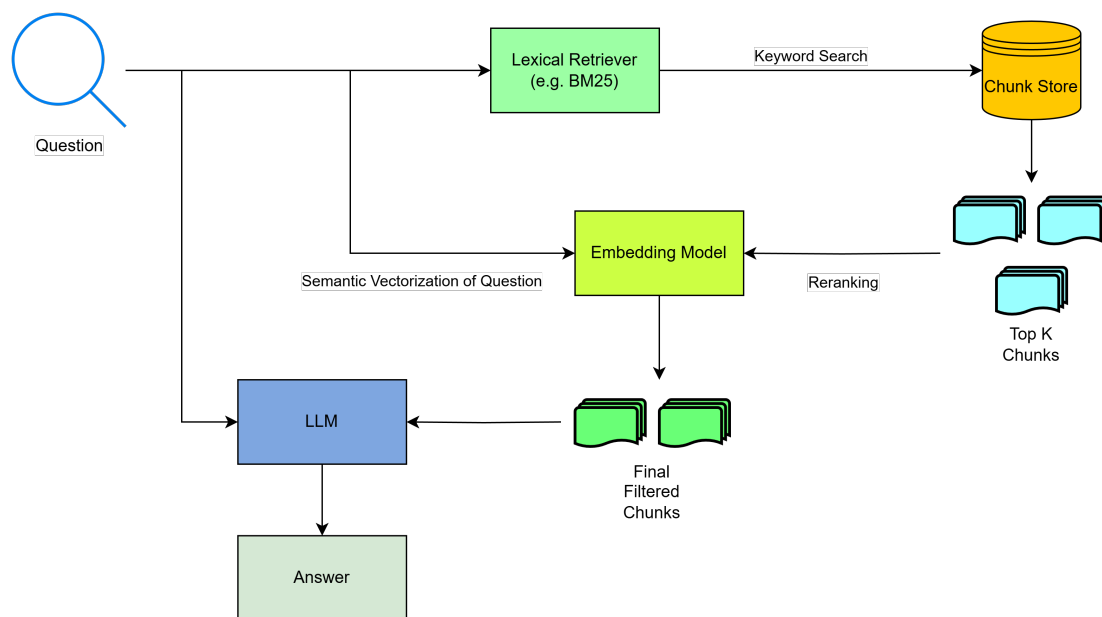 Lexical Retriever
(e.g. BM25)
Keyword Search
Chunk Store
Question
Embedding Model
Semantic Vectorization of Question
Reranking
Top K
Chunks
LLM
Final
Filtered
Chunks
Answer